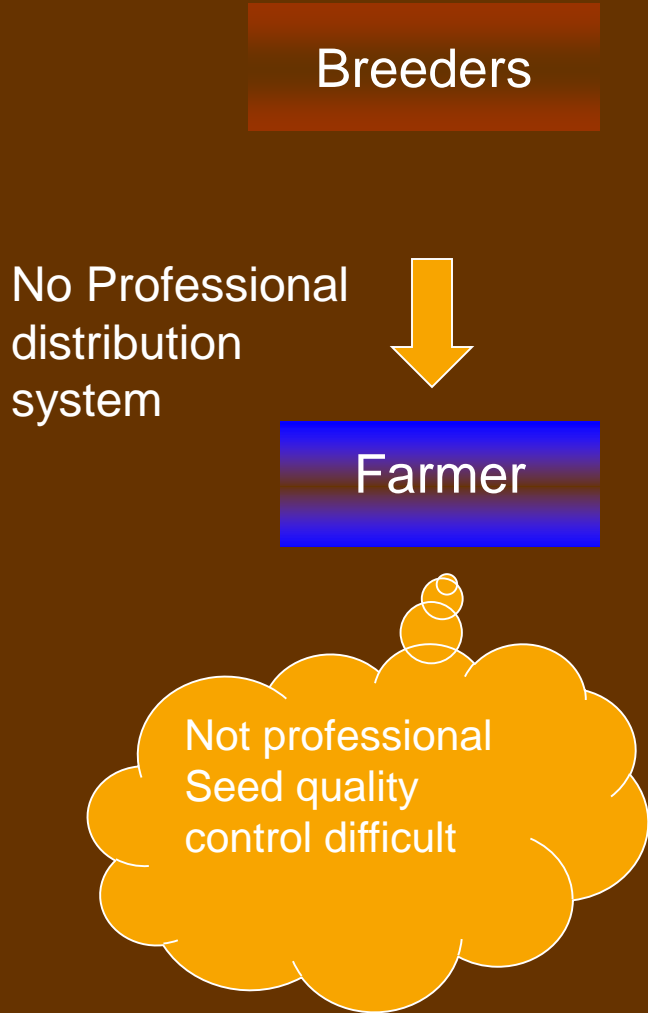 Breeders
No Professional
distribution
system
Farmer
Not professional
Seed quality
control difficult